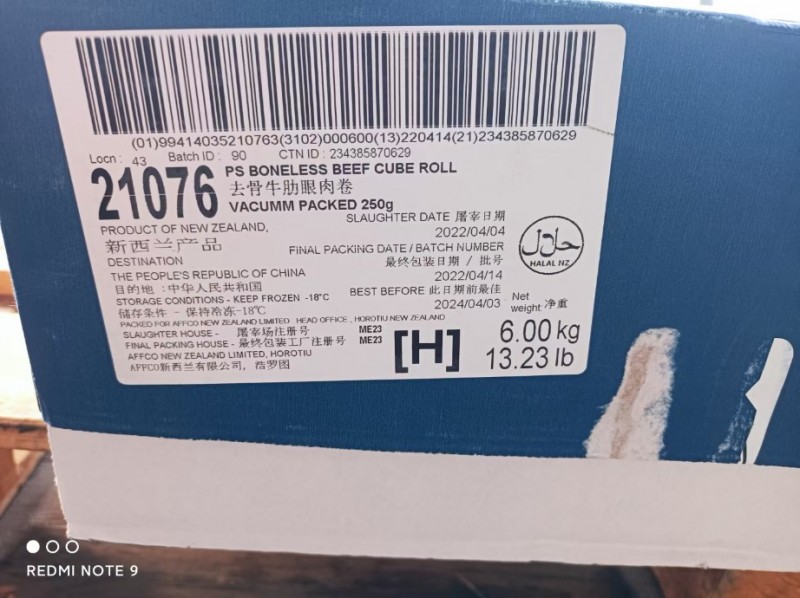 (01)99414035210763(3102)000600(13)220414(21)234385870629
Locn : 43 Batch ID : 90 CTN ID : 234385870629
21076
PS BONELESS BEEF CUBE ROLL
去骨牛肋眼肉卷
VACUMM PACKED 250g
SLAUGHTER DATE 屠宰日期
2022/04/04
PRODUCT OF NEW ZEALAND,
新西兰产品
FINAL PACKING DATE / BATCH NUMBER
最终包装日期 / 批号
2022/04/14
DESTINATION
THE PEOPLE'S REPUBLIC OF CHINA
目的地 :中华人民共和国
BEST BEFORE 此日期前最佳
2024/04/03
STORAGE CONDITIONS - KEEP FROZEN -18°C
储存条件 - 保持冷冻-18°C
PACKED FOR AFFCO NEW ZEALAND LIMITED HEAD OFFICE , HOROTIU NEW ZEALAND
SLAUGHTER HOUSE - 屠宰场注册号 ME23
FINAL PACKING HOUSE - 最终包装工厂注册号 ME23
AFFCO NEW ZEALAND LIMITED, HOROTIU
AFFCO新西兰有限公司, 浩罗图
[H]
حلال
HALAL NZ
Net
weight 净重
6.00 kg
13.23 lb
REDMI NOTE 9